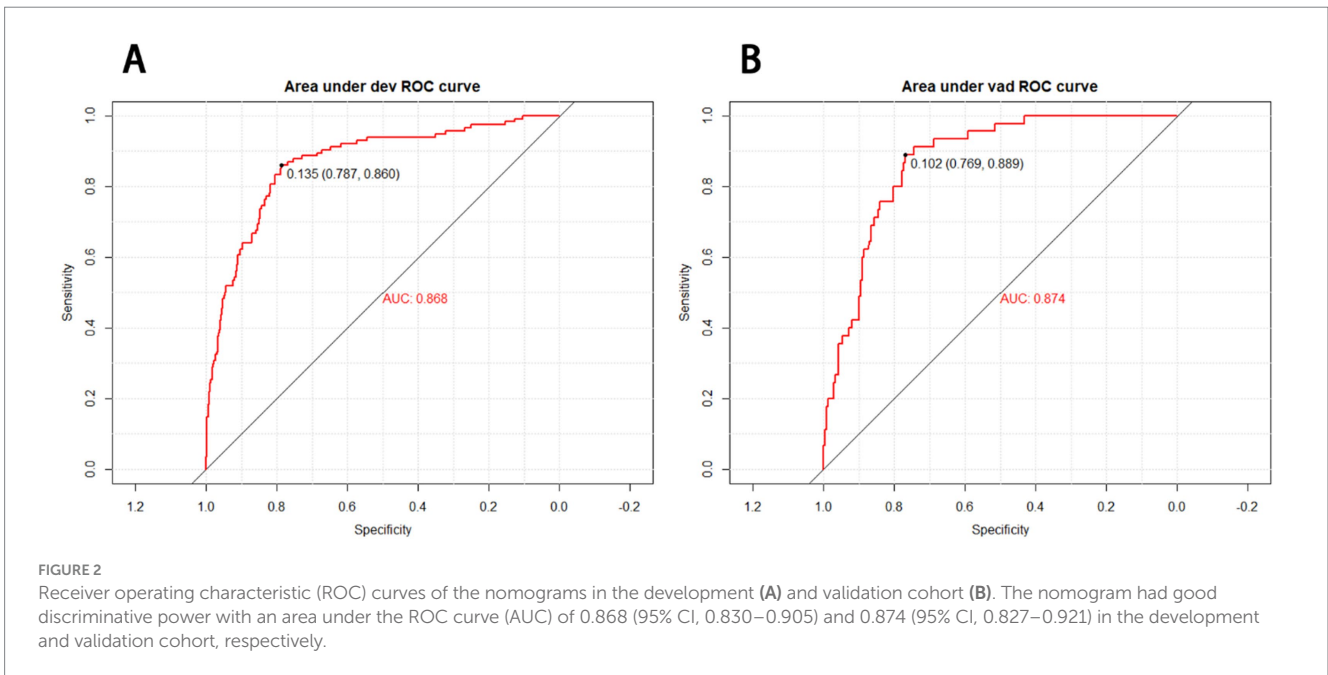 A
Area under dev ROC curve
1.0
0.8
0.6
0.4
0.2
0.0
Sensitivity
0.135 (0.787, 0.860)
AUC: 0.868
1.2 1.0 0.8 0.6 0.4 0.2 0.0 -0.2
Specificity
B
Area under vad ROC curve
1.0
0.8
0.6
0.4
0.2
0.0
Sensitivity
0.102 (0.769, 0.889)
AUC: 0.874
1.2 1.0 0.8 0.6 0.4 0.2 0.0 -0.2
Specificity
FIGURE 2
Receiver operating characteristic (ROC) curves of the nomograms in the development (A) and validation cohort (B). The nomogram had good
discriminative power with an area under the ROC curve (AUC) of 0.868 (95% CI, 0.830–0.905) and 0.874 (95% CI, 0.827–0.921) in the development
and validation cohort, respectively.